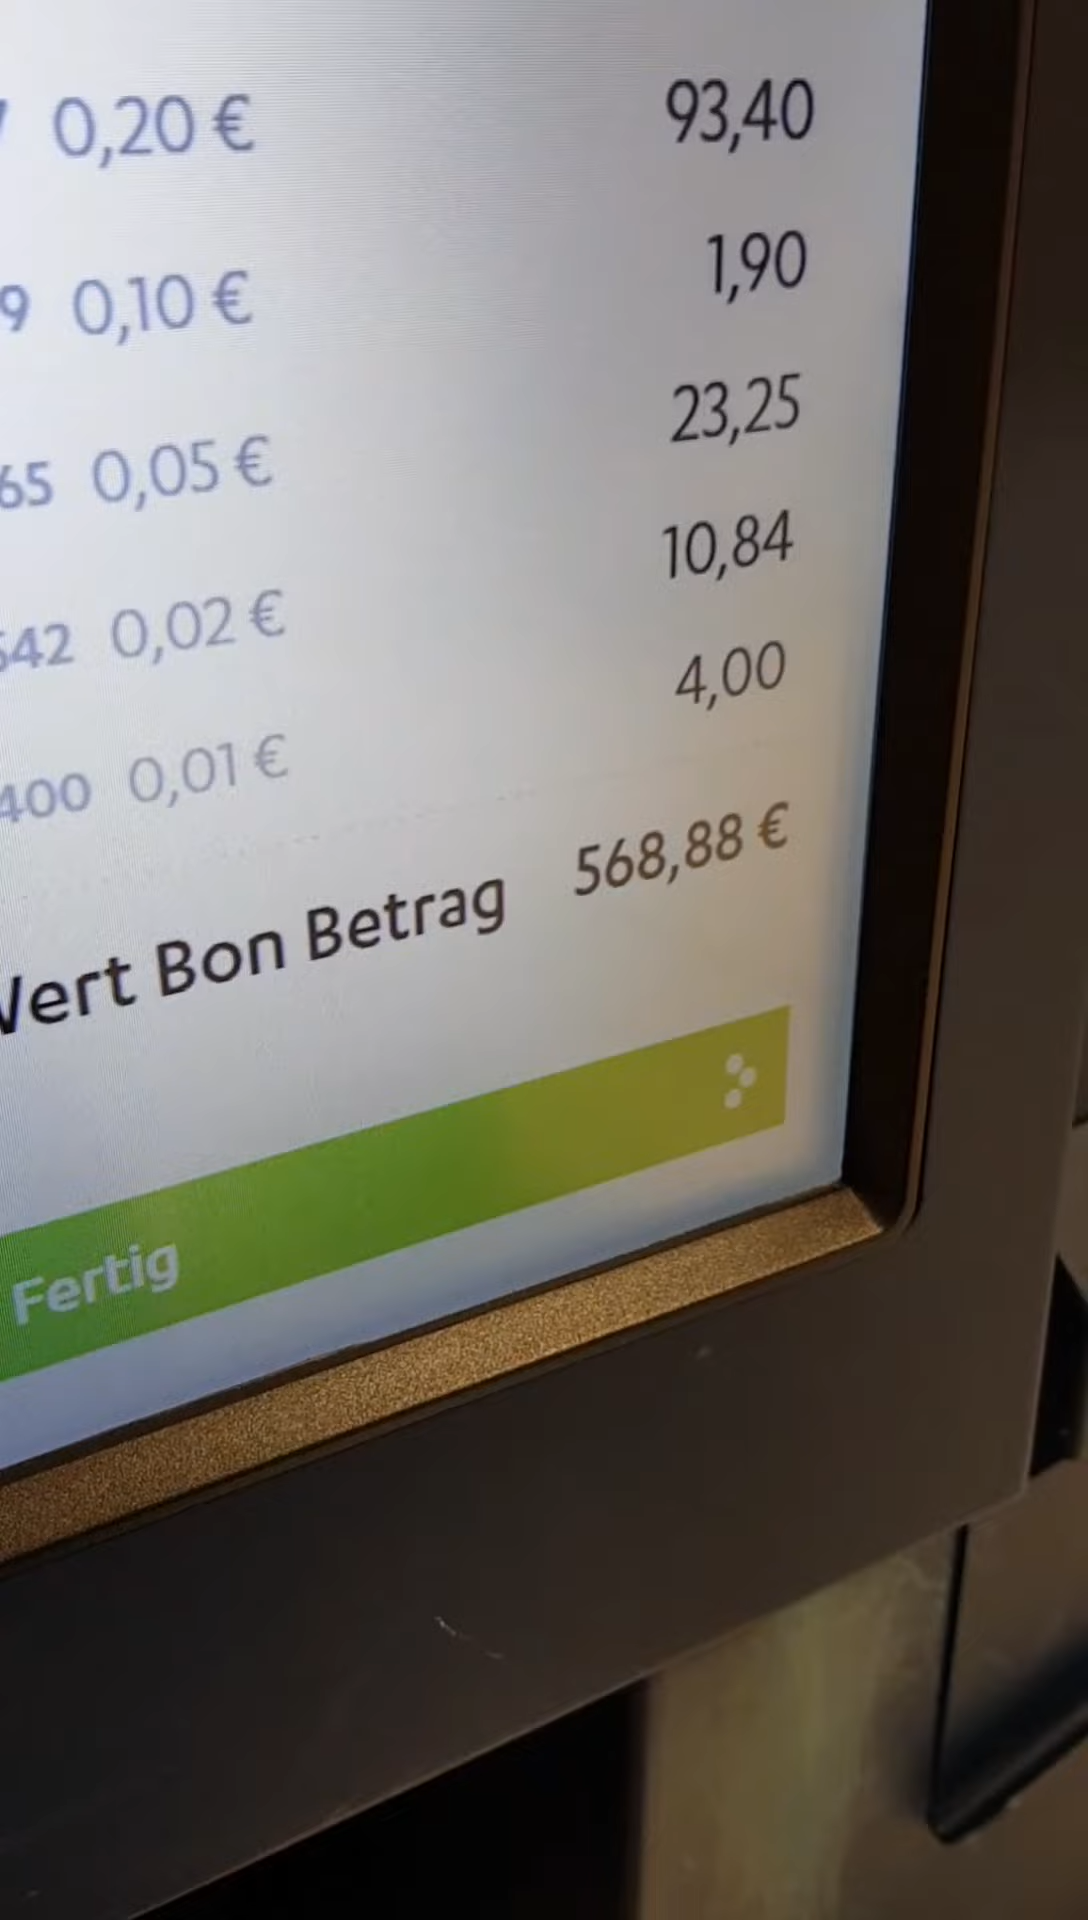 0,20 € 93,40
9 0,10 € 1,90
65 0,05 € 23,25
542 0,02 € 10,84
400 0,01 € 4,00
Wert Bon Betrag 568,88 €
Fertig